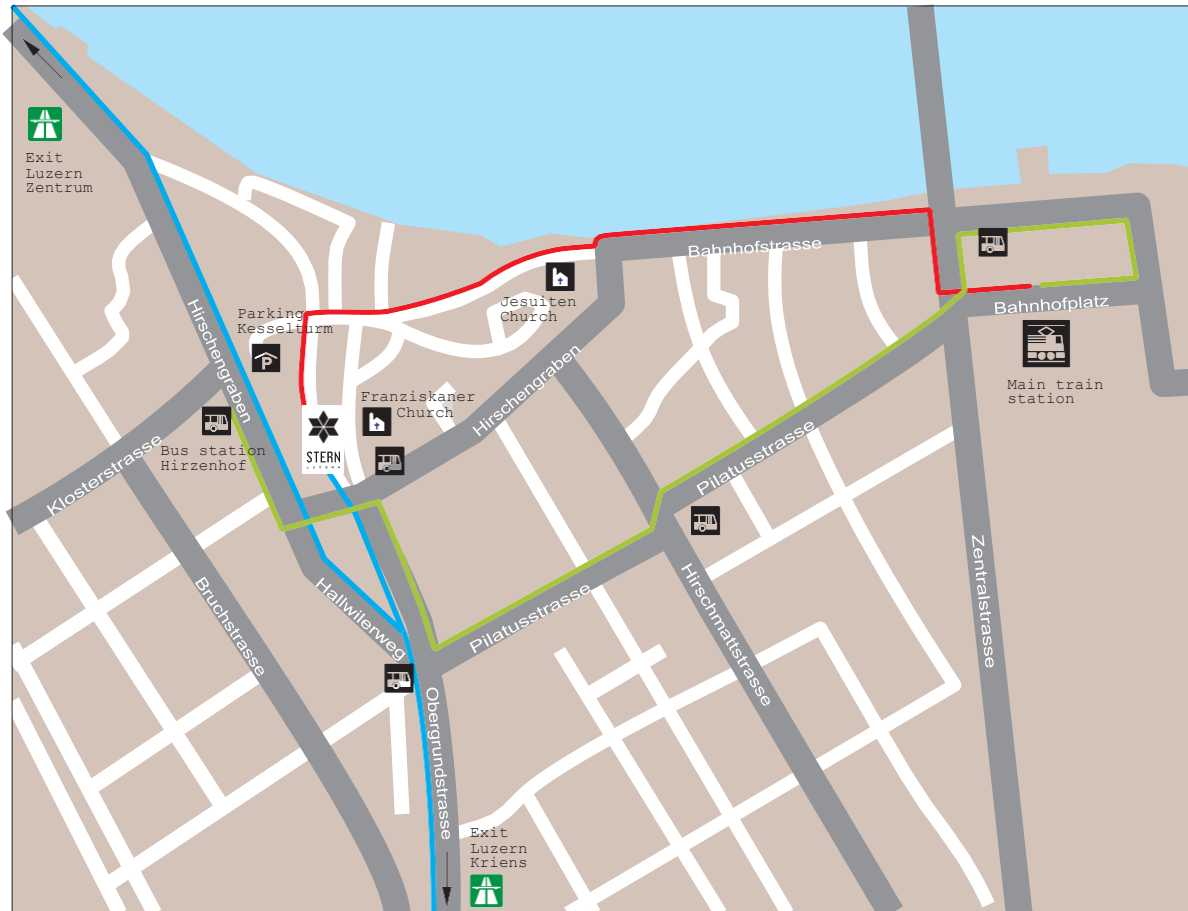 Exit
Luzern
Zentrum
Bahnhofstrasse
Jesuiten
Church
Bahnhofplatz
Parking
Kesselturm
P
Hirschengraben
Hirschengraben
Main train
station
Franziskaner
Church
STERN
LUZERN
Bus station
Hirzenhof
Klosterstrasse
Pilatusstrasse
Zentralstrasse
Bruchstrasse
Hallwilerweg
Pilatusstrasse
Hirschmattstrasse
Obergrundstrasse
Exit
Luzern
Kriens